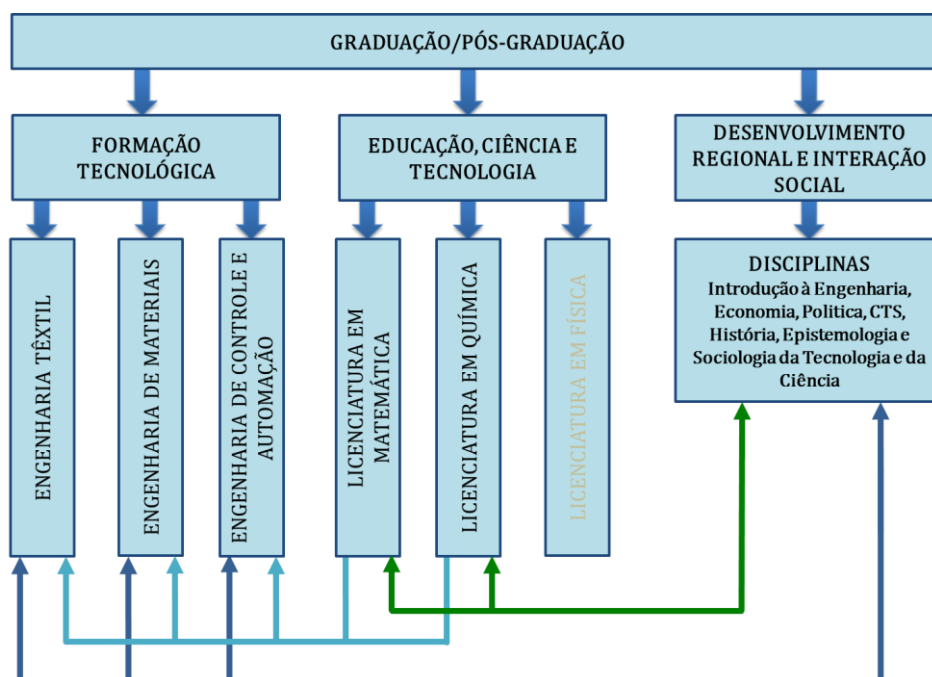 GRADUAÇÃO/PÓS-GRADUAÇÃO
FORMAÇÃO
TECNOLÓGICA
EDUCAÇÃO, CIÊNCIA E
TECNOLOGIA
DESENVOLVIMENTO
REGIONAL E INTERAÇÃO
SOCIAL
ENGENHARIA TÊXTIL
ENGENHARIA DE MATERIAIS
ENGENHARIA DE CONTROLE E
AUTOMAÇÃO
LICENCIATURA EM
MATEMÁTICA
LICENCIATURA EM QUÍMICA
LICENCIATURA EM FÍSICA
DISCIPLINAS
Introdução à Engenharia,
Economia, Politica, CTS,
História, Epistemologia e
Sociologia da Tecnologia e da
Ciência